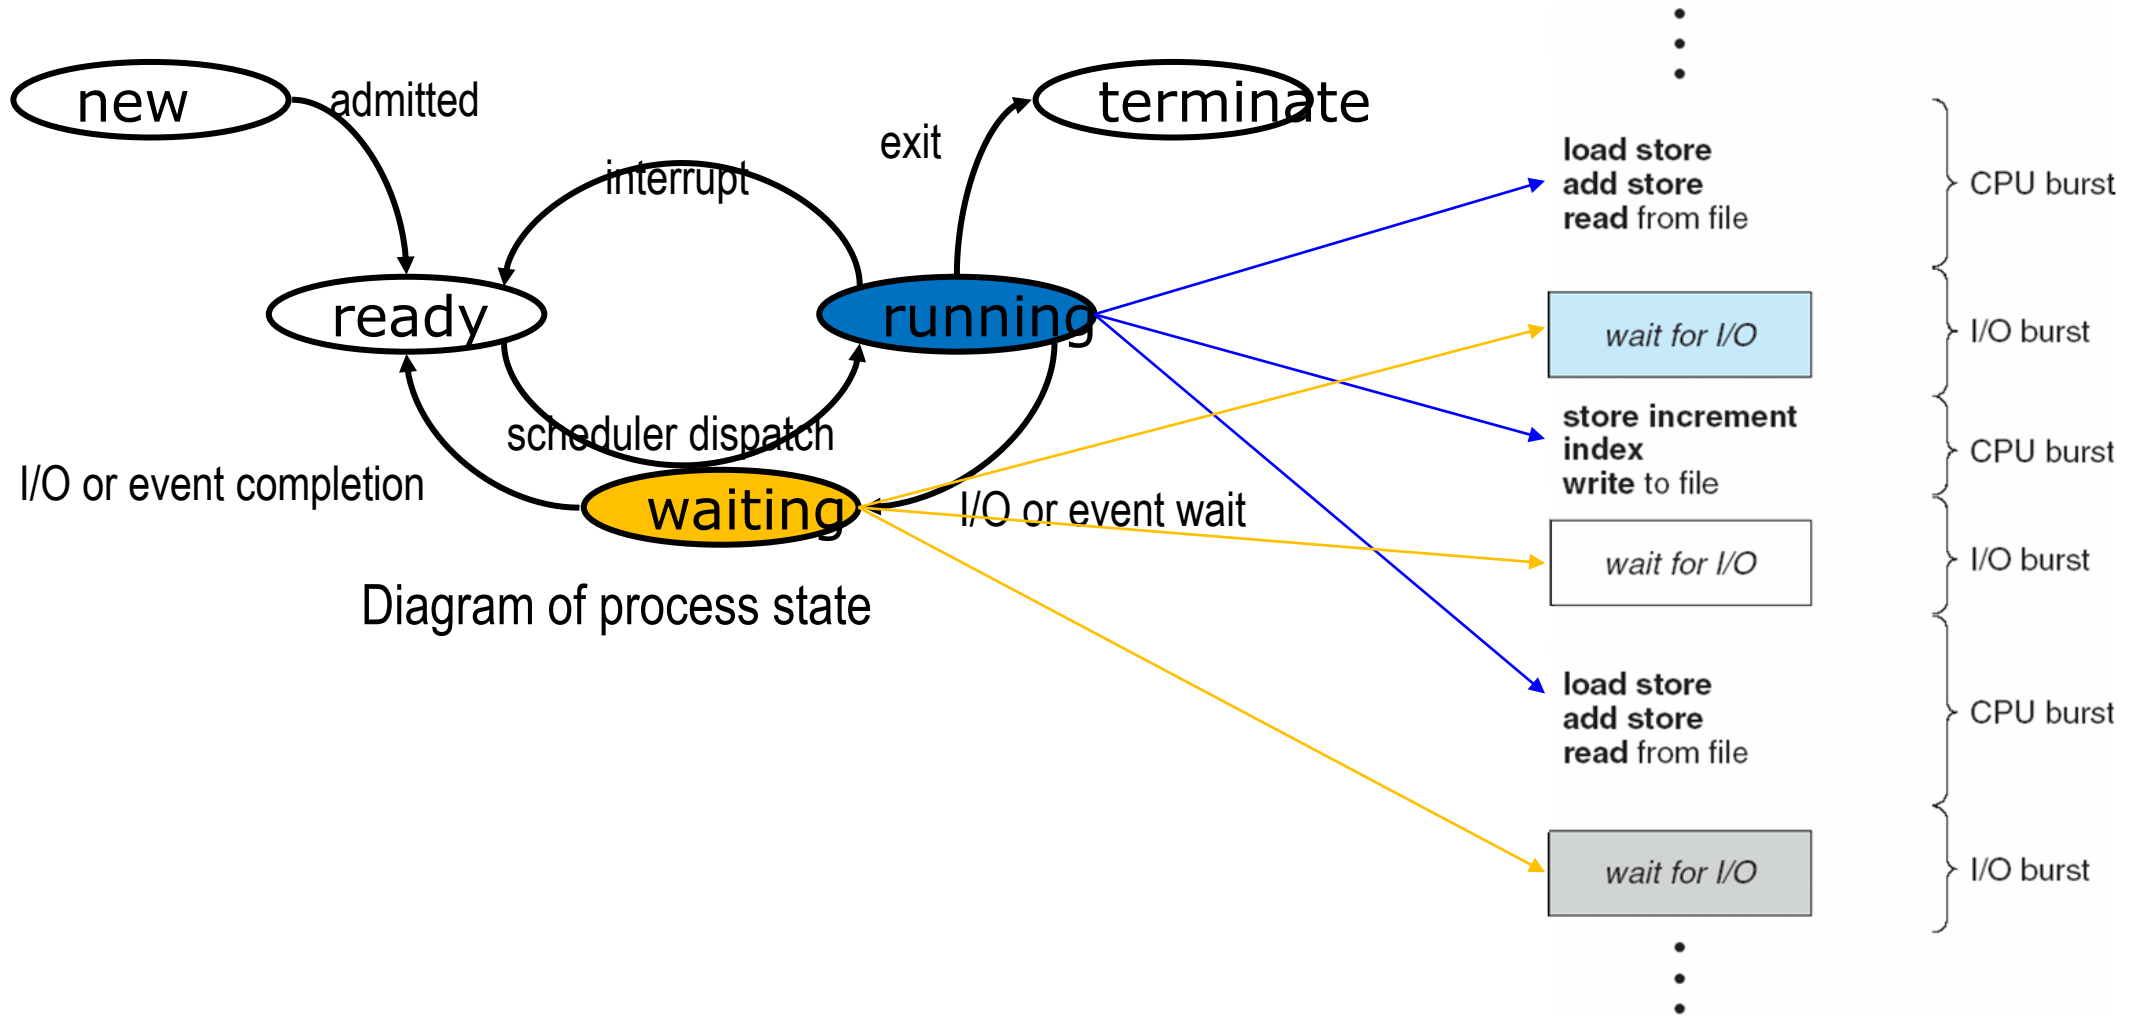 new
admitted
terminate
exit
interrupt
ready
running
scheduler dispatch
I/O or event completion
waiting
I/O or event wait
Diagram of process state
load store
add store
read from file
CPU burst
wait for I/O
I/O burst
store increment
index
write to file
CPU burst
wait for I/O
I/O burst
load store
add store
read from file
CPU burst
wait for I/O
I/O burst